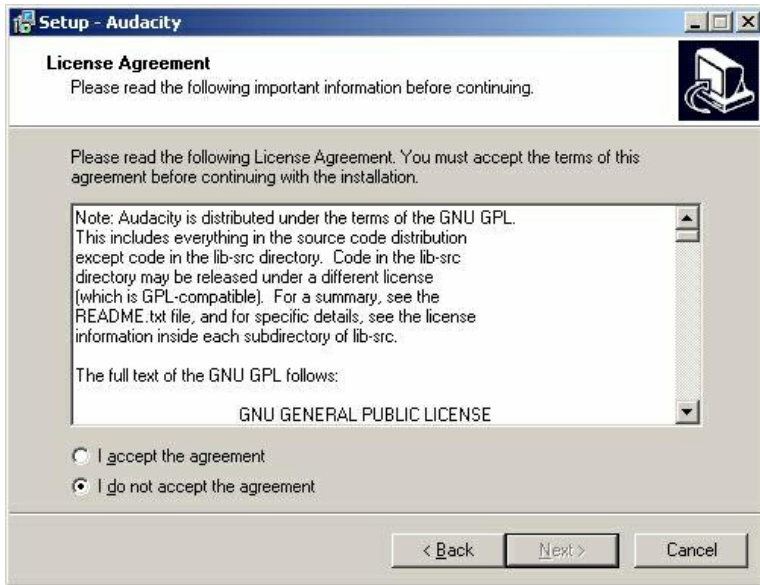 Setup - Audacity
License Agreement
Please read the following important information before continuing.
Please read the following License Agreement. You must accept the terms of this
agreement before continuing with the installation.
Note: Audacity is distributed under the terms of the GNU GPL.
This includes everything in the source code distribution
except code in the lib-src directory.  Code in the lib-src
directory may be released under a different license
(which is GPL-compatible).  For a summary, see the
README.txt file, and for specific details, see the license
information inside each subdirectory of lib-src.
The full text of the GNU GPL follows:
GNU GENERAL PUBLIC LICENSE
I accept the agreement
I do not accept the agreement
< Back
Next >
Cancel